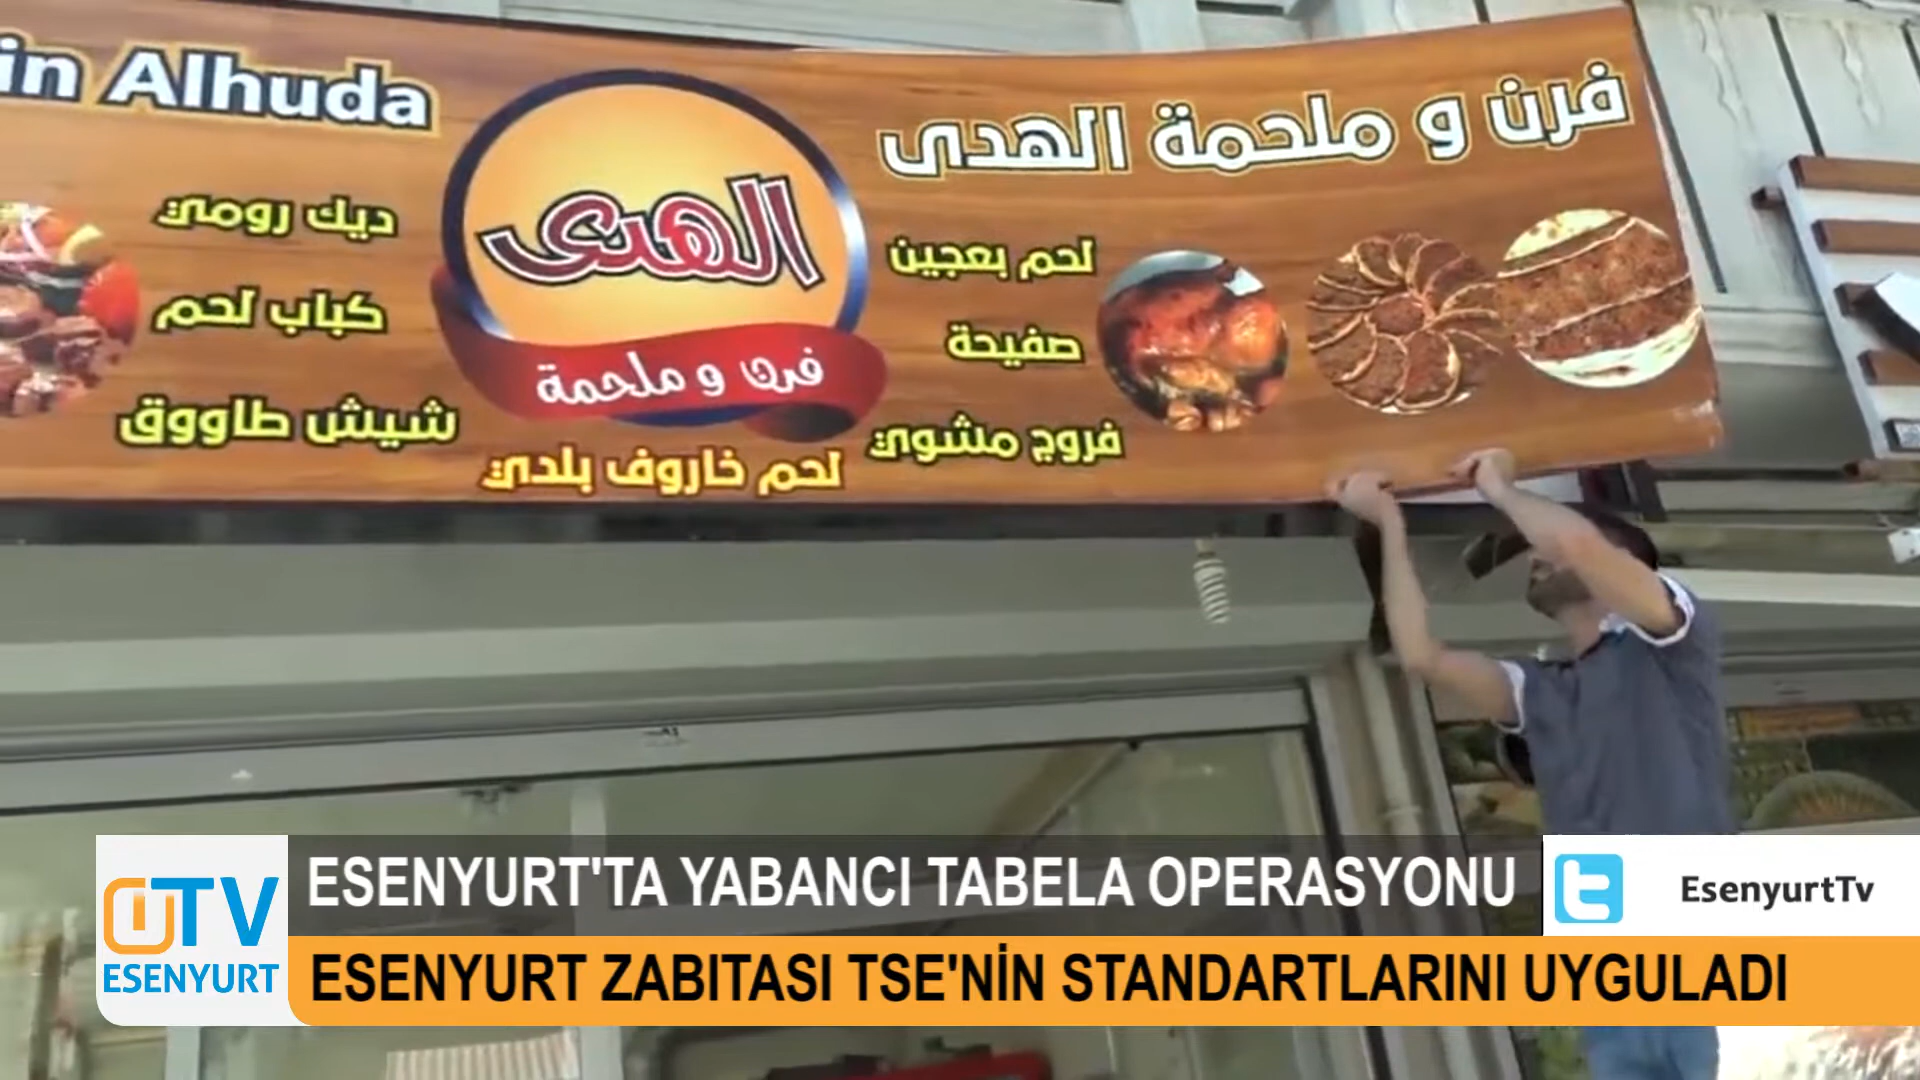 in Alhuda
فرن و ملحمة الهدى
الهدى
فرن و ملحمة
ديك رومي
كباب لحم
شيش طاووق
لحم بعجين
صفيحة
فروج مشوي
لحم خاروف بلدي
ESENYURT'TA YABANCI TABELA OPERASYONU
EsenyurtTv
TV
ESENYURT
ESENYURT ZABITASI TSE'NİN STANDARTLARINI UYGULADI